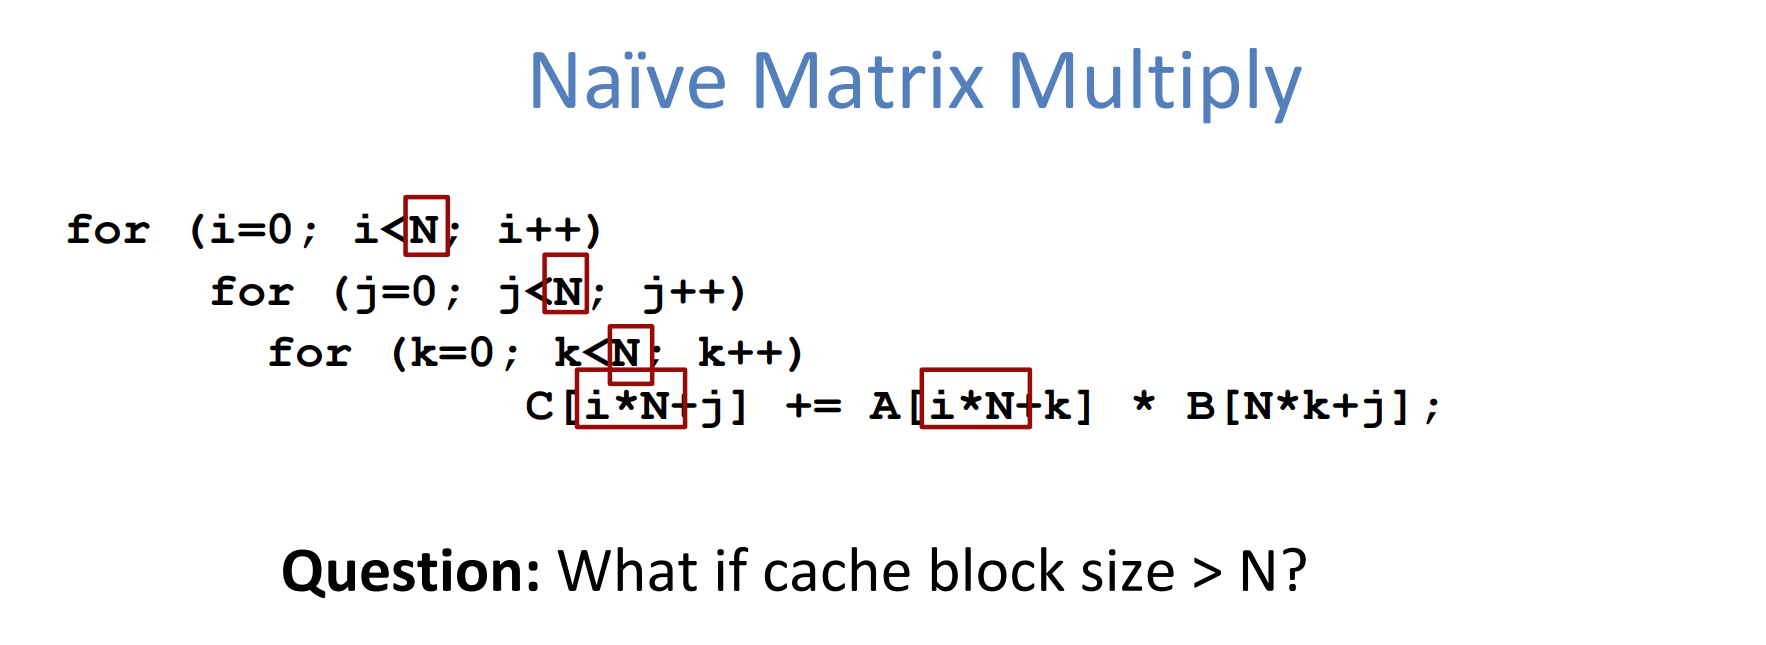 Naïve Matrix Multiply
for (i=0; i<N; i++)
for (j=0; j<N; j++)
for (k=0; k<N; k++)
C[i*N+j] += A[i*N+k] * B[N*k+j];
Question: What if cache block size > N?